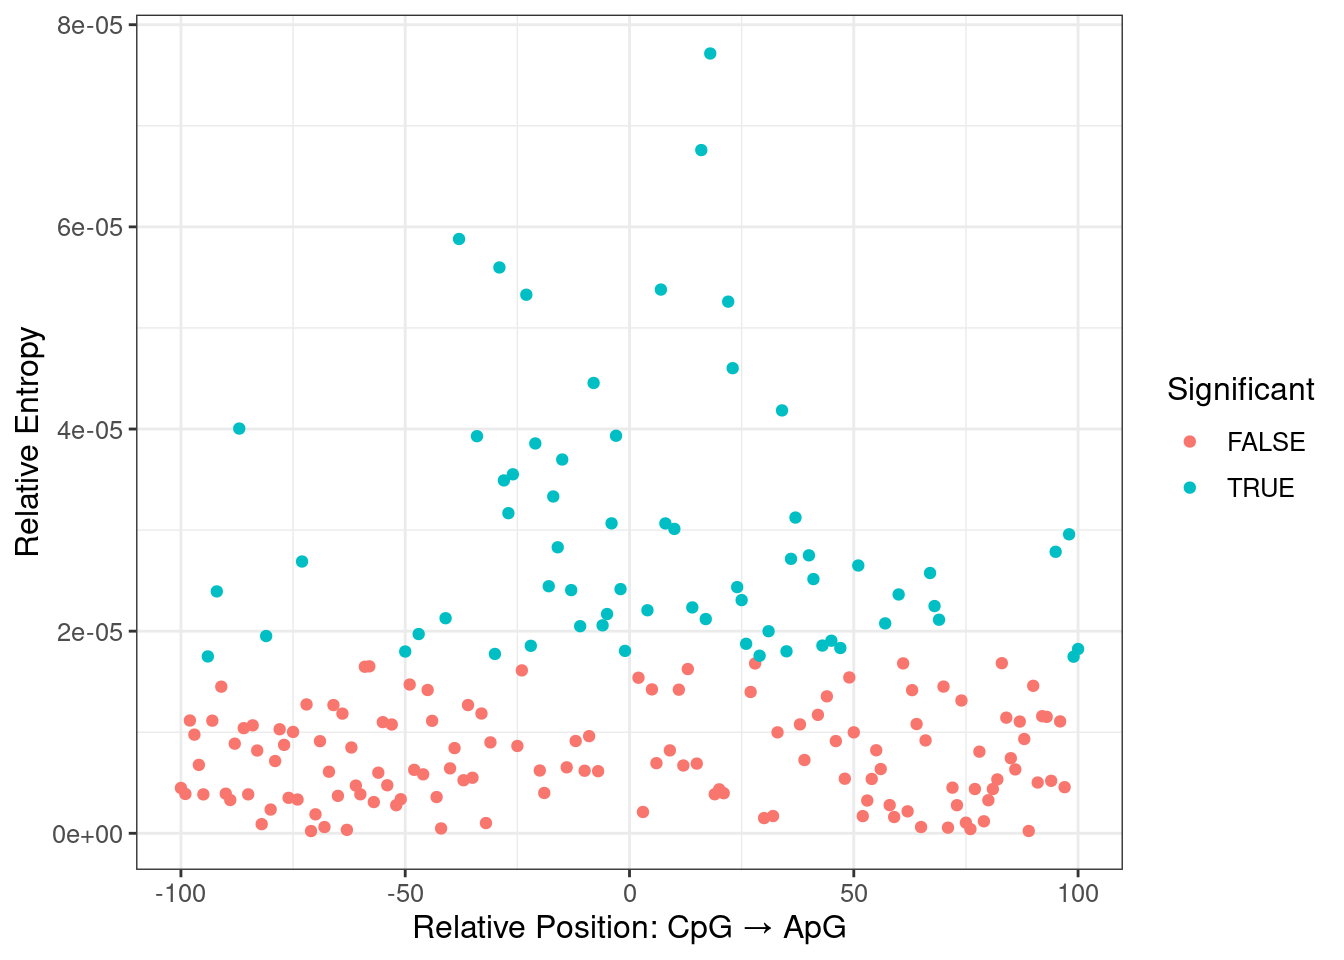 8e-05
6e-05
4e-05
2e-05
0e+00
-100
-50
0
50
100
Relative Entropy
Relative Position: CpG → ApG
Significant
FALSE
TRUE